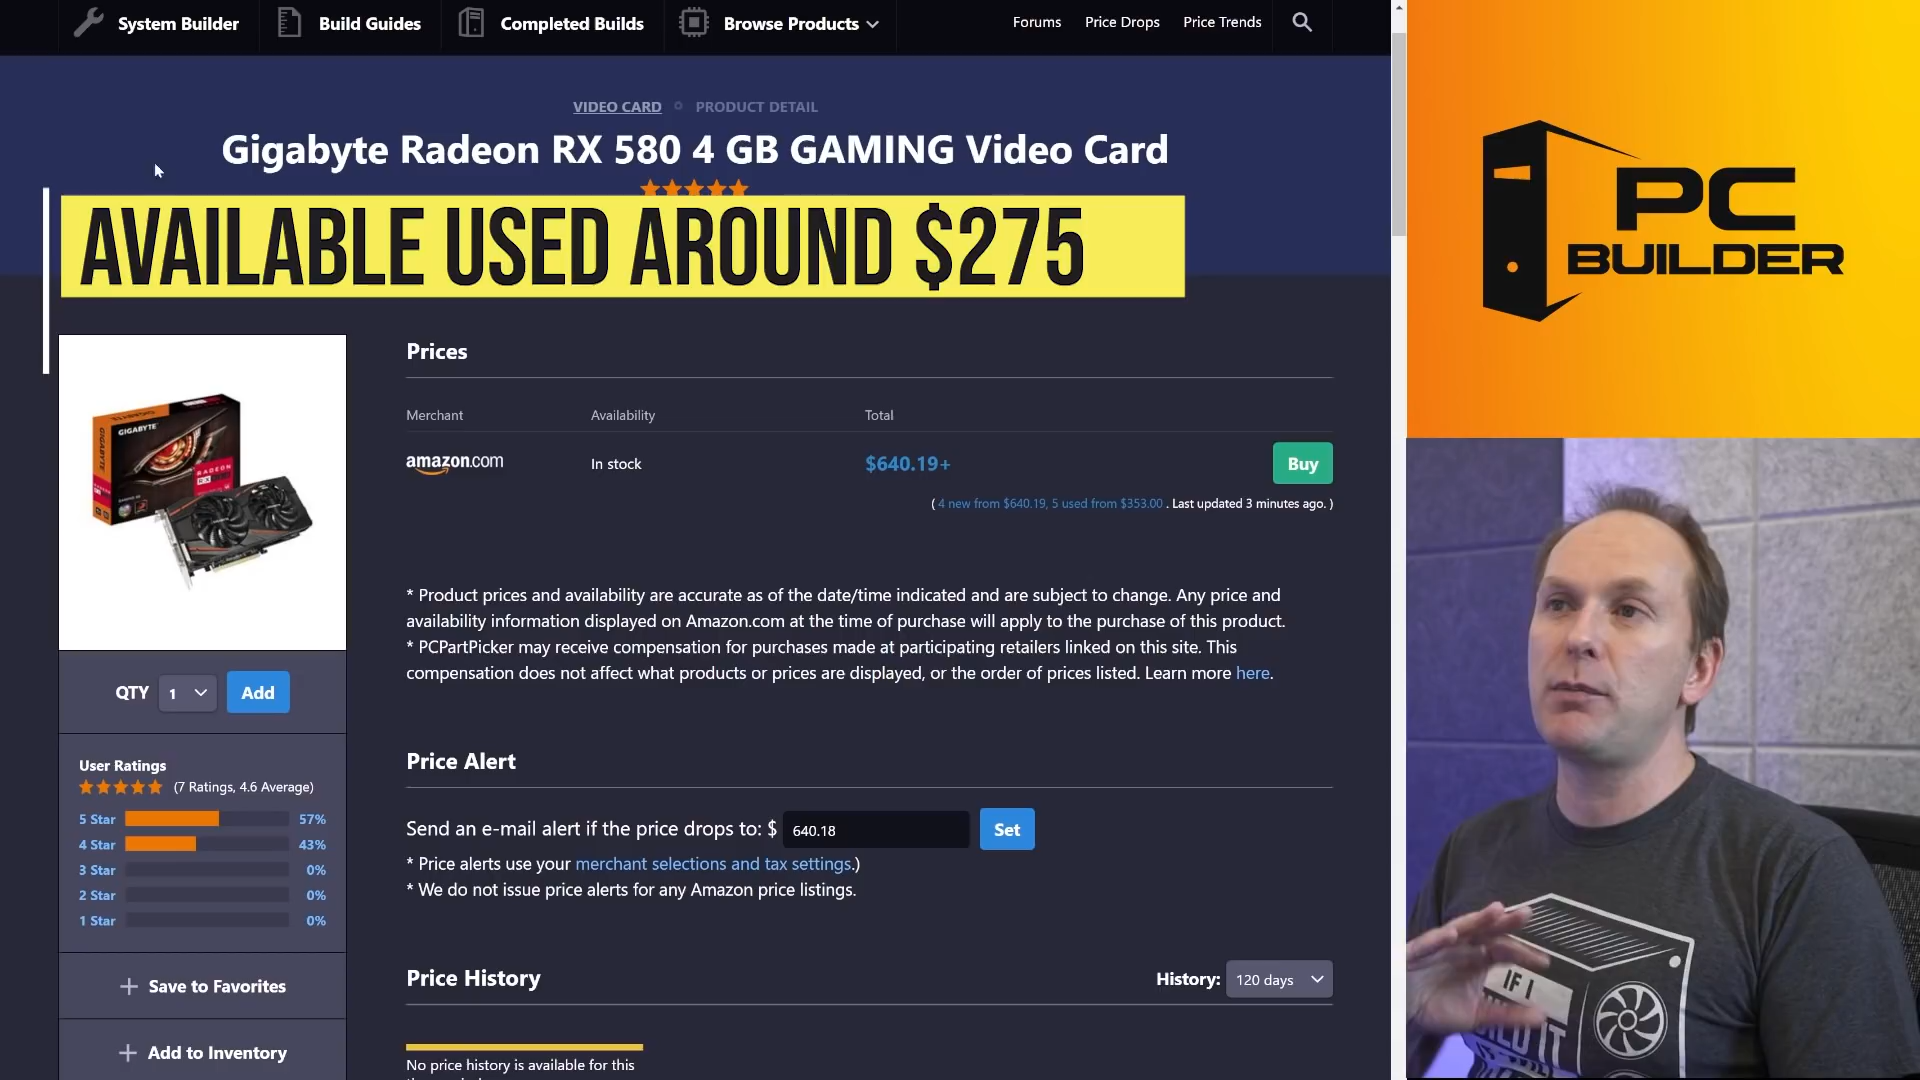 System Builder
Build Guides
Completed Builds
Browse Products
Forums
Price Drops
Price Trends
VIDEO CARD
PRODUCT DETAIL
Gigabyte Radeon RX 580 4 GB GAMING Video Card
AVAILABLE USED AROUND $275
PC
BUILDER
Prices
Merchant
Availability
Total
amazon.com
In stock
$640.19+
Buy
( 4 new from $640.19, 5 used from $353.00 . Last updated 3 minutes ago. )
GIGABYTE
RADEON
* Product prices and availability are accurate as of the date/time indicated and are subject to change. Any price and
availability information displayed on Amazon.com at the time of purchase will apply to the purchase of this product.
* PCPartPicker may receive compensation for purchases made at participating retailers linked on this site. This
compensation does not affect what products or prices are displayed, or the order of prices listed. Learn more here.
QTY
1
Add
User Ratings
(7 Ratings, 4.6 Average)
5 Star
57%
4 Star
43%
3 Star
0%
2 Star
0%
1 Star
0%
Save to Favorites
Add to Inventory
Price Alert
Send an e-mail alert if the price drops to: $
640.18
Set
* Price alerts use your merchant selections and tax settings.)
* We do not issue price alerts for any Amazon price listings.
Price History
History:
120 days
No price history is available for this
IF I